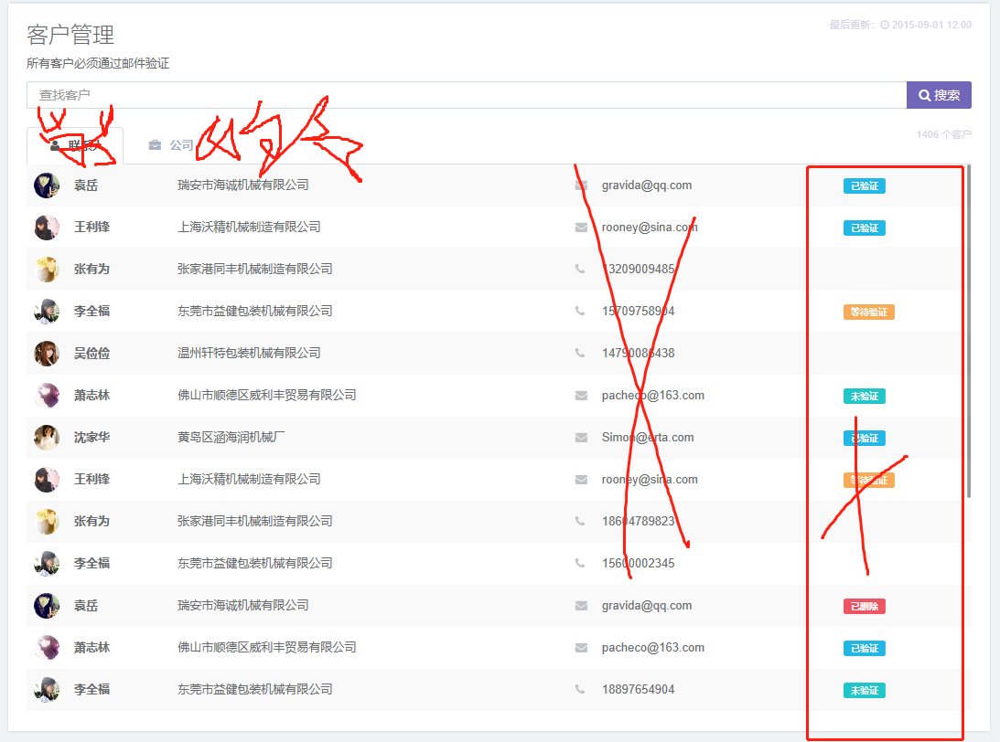 客户管理
最后更新: 2015-09-01 12:00
所有客户必须通过邮件验证
查找客户 搜索
联系人 公司 1406 个客户
袁岳 瑞安市海诚机械有限公司 gravida@qq.com 已验证
王利锋 上海沃精机械制造有限公司 rooney@sina.com 已验证
张有为 张家港同丰机械制造有限公司 13209009485
李全福 东莞市益健包装机械有限公司 15709758904 等待验证
吴俭俭 温州轩特包装机械有限公司 14790086438
萧志林 佛山市顺德区威利丰贸易有限公司 pacheco@163.com 未验证
沈家华 黄岛区涵海润机械厂 Simon@erta.com 已验证
王利锋 上海沃精机械制造有限公司 rooney@sina.com 等待验证
张有为 张家港同丰机械制造有限公司 18604789823
李全福 东莞市益健包装机械有限公司 15600002345
袁岳 瑞安市海诚机械有限公司 gravida@qq.com 已删除
萧志林 佛山市顺德区威利丰贸易有限公司 pacheco@163.com 已验证
李全福 东莞市益健包装机械有限公司 18897654904 未验证